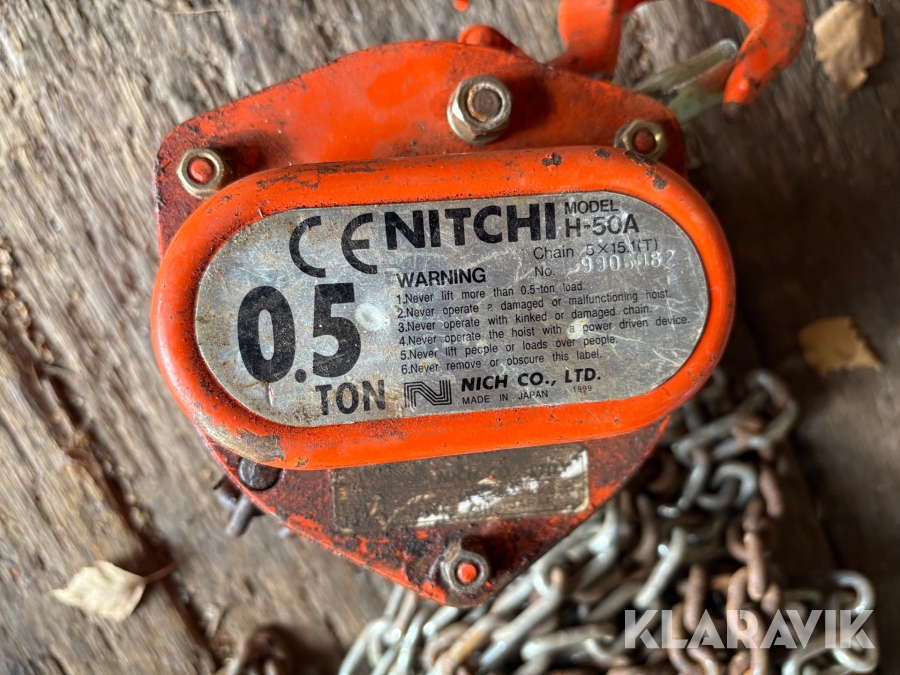 CE NITCHI MODEL H-50A
Chain 5×15.1(T)
No.
WARNING
1.Never lift more than 0.5-ton load.
2.Never operate a damaged or malfunctioning hoist.
3.Never operate with kinked or damaged chain.
4.Never operate the hoist with a power driven device.
5.Never lift people or loads over people.
6.Never remove or obscure this label.
0.5 TON
NICH CO., LTD.
MADE IN JAPAN 1999
KLARAVIK